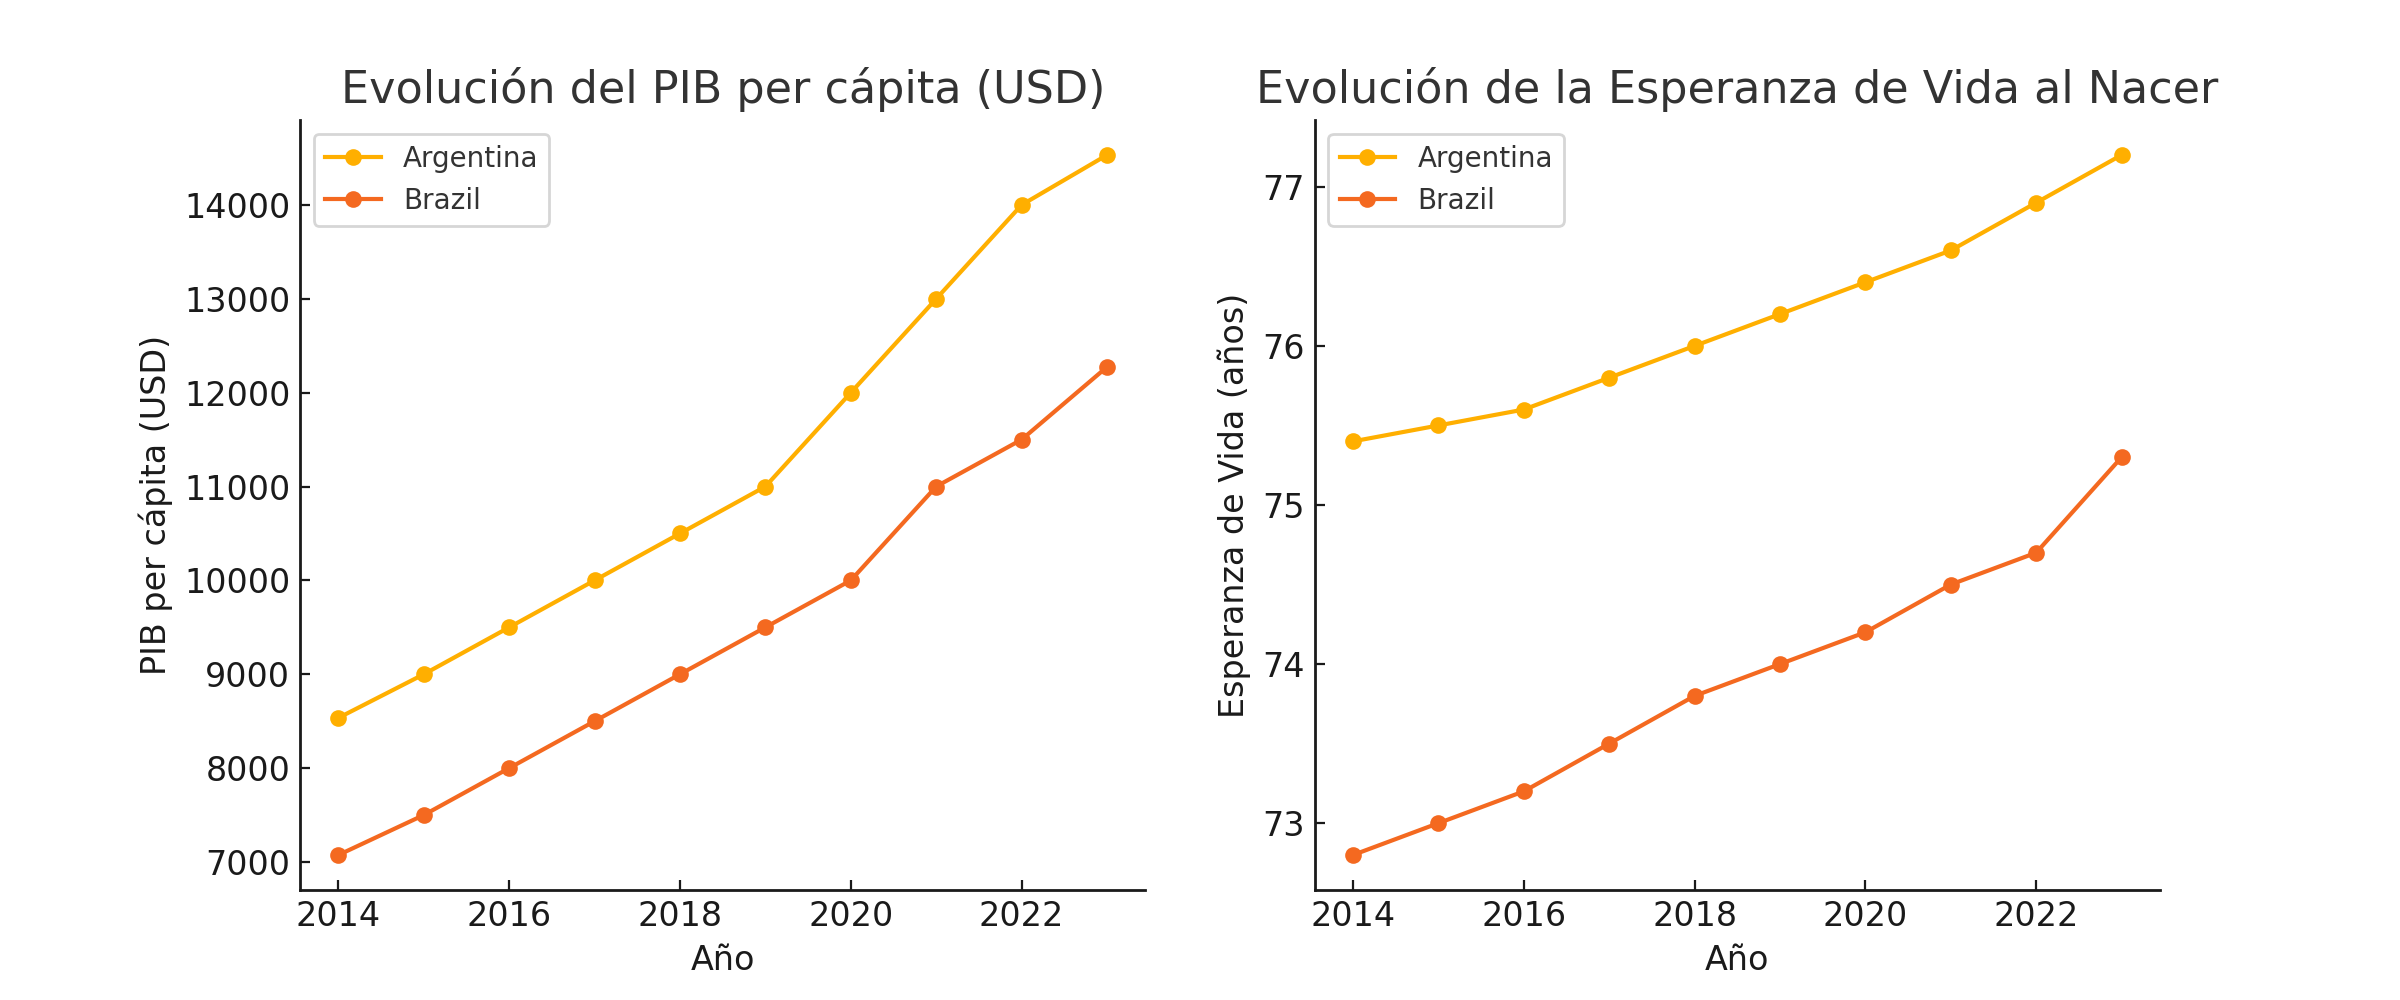 Evolución del PIB per cápita (USD)
Argentina
Brazil
14000
13000
12000
11000
10000
9000
8000
7000
PIB per cápita (USD)
2014 2016 2018 2020 2022
Año
Evolución de la Esperanza de Vida al Nacer
Argentina
Brazil
77
76
75
74
73
Esperanza de Vida (años)
2014 2016 2018 2020 2022
Año